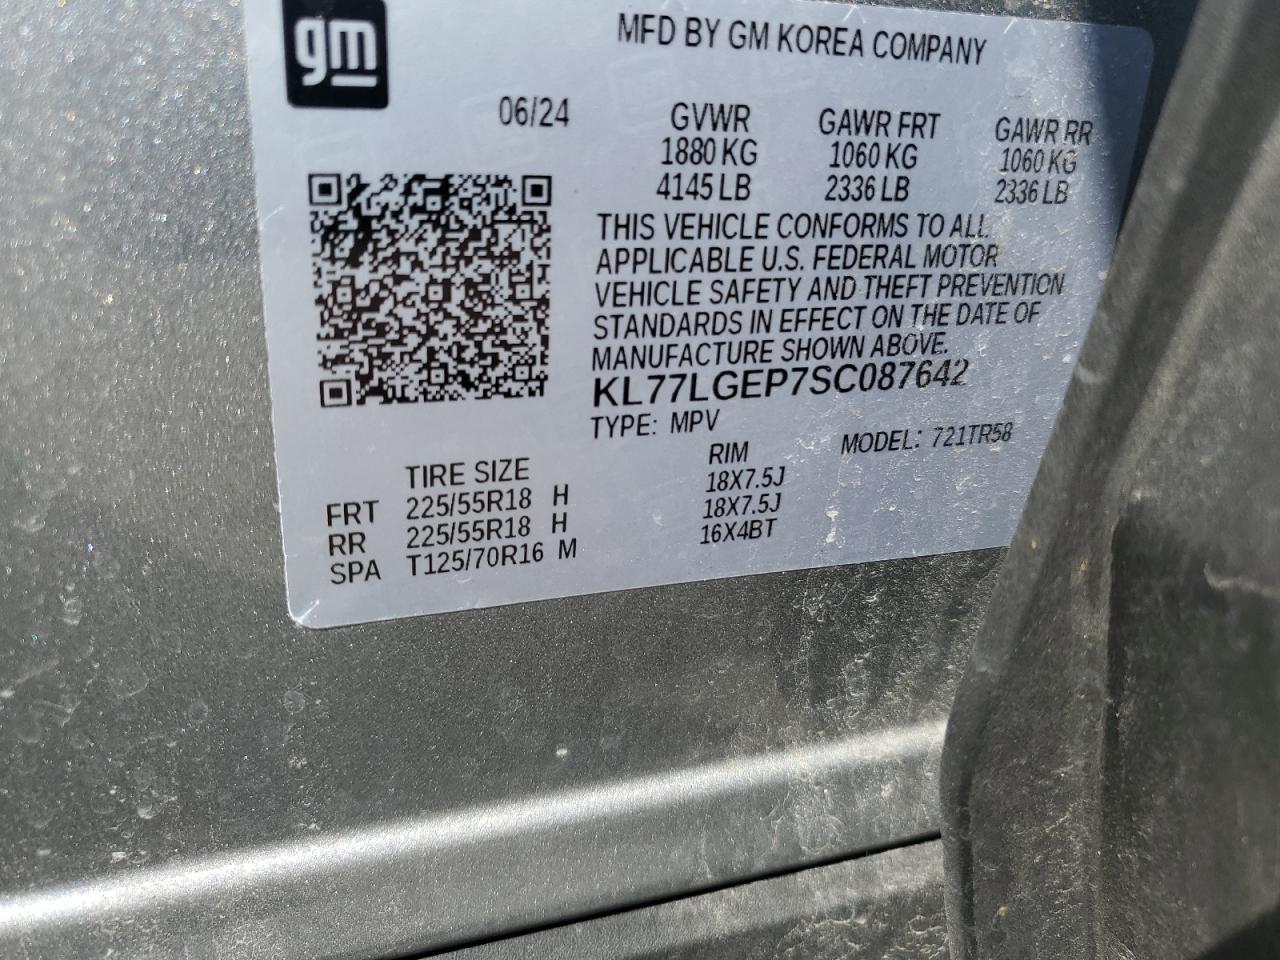 gm
MFD BY GM KOREA COMPANY
06/24 GVWR GAWR FRT GAWR RR
1880 KG 1060 KG 1060 KG
4145 LB 2336 LB 2336 LB
THIS VEHICLE CONFORMS TO ALL
APPLICABLE U.S. FEDERAL MOTOR
VEHICLE SAFETY AND THEFT PREVENTION
STANDARDS IN EFFECT ON THE DATE OF
MANUFACTURE SHOWN ABOVE.
KL77LGEP7SC087642
TYPE: MPV MODEL: 721TR58
TIRE SIZE RIM
FRT 225/55R18 H 18X7.5J
RR 225/55R18 H 18X7.5J
SPA T125/70R16 M 16X4BT